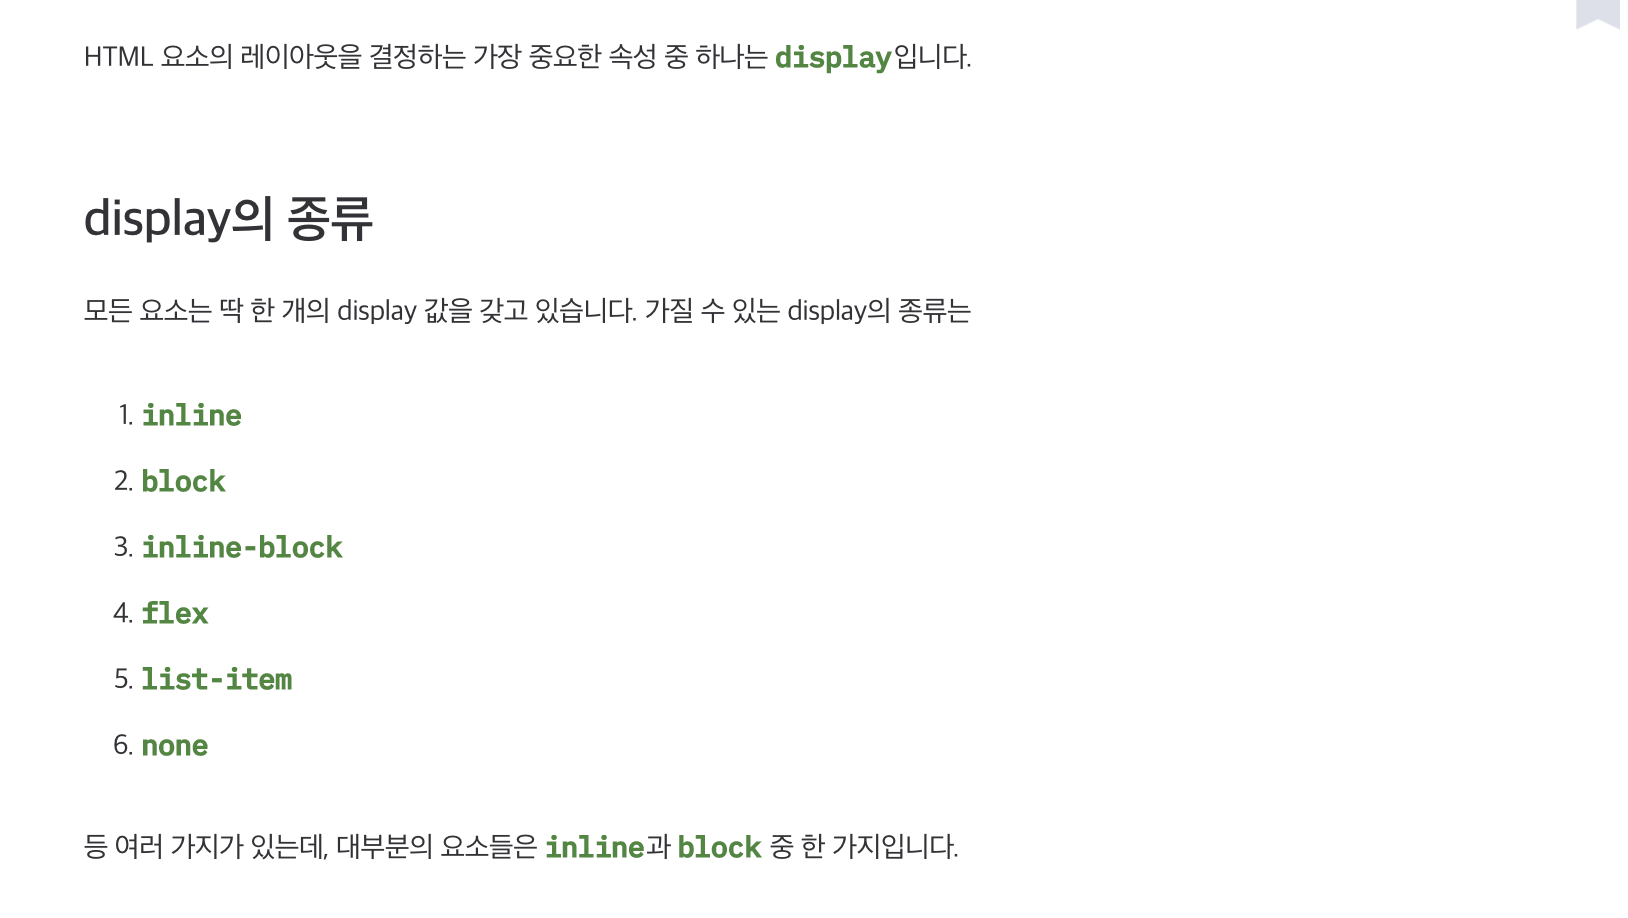 HTML 요소의 레이아웃을 결정하는 가장 중요한 속성 중 하나는 display입니다.
display의 종류
모든 요소는 딱 한 개의 display 값을 갖고 있습니다. 가질 수 있는 display의 종류는
1. inline
2. block
3. inline-block
4. flex
5. list-item
6. none
등 여러 가지가 있는데, 대부분의 요소들은 inline과 block 중 한 가지입니다.